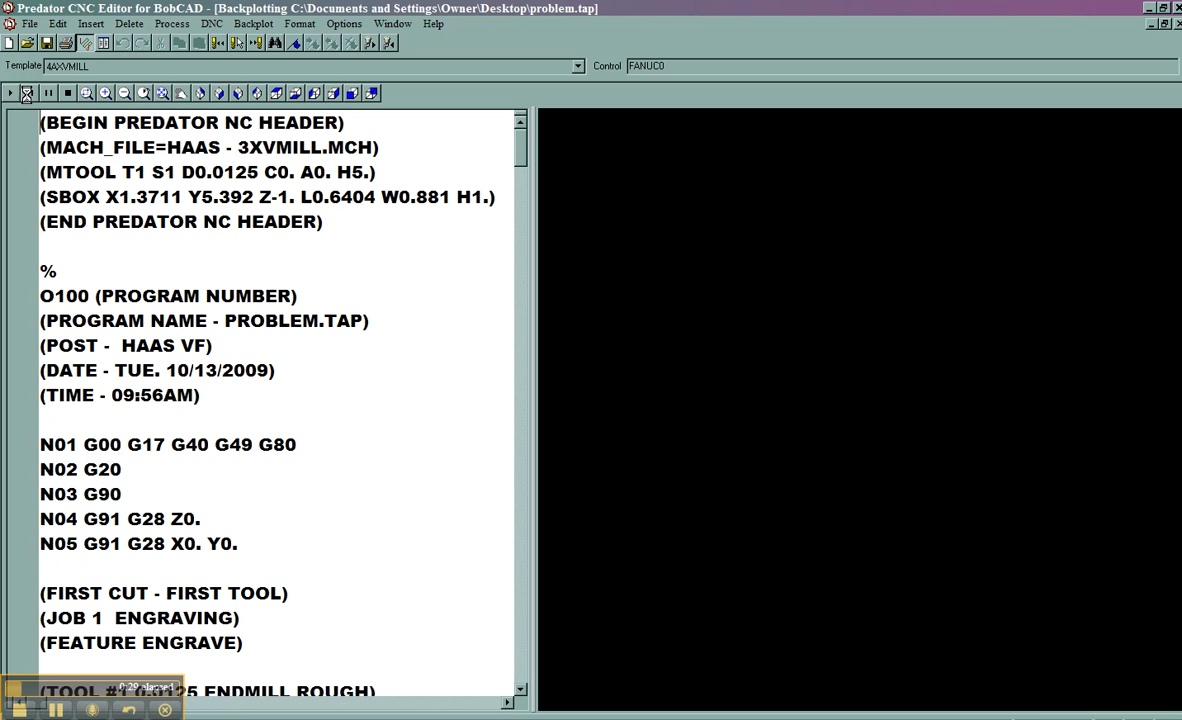 Predator CNC Editor for BobCAD - [Backplotting C:\Documents and Settings\Owner\Desktop\problem.tap]
File Edit Insert Delete Process DNC Backplot Format Options Window Help
Template 4AXVMILL Control FANUC0
(BEGIN PREDATOR NC HEADER)
(MACH_FILE=HAAS - 3XVMILL.MCH)
(MTOOL T1 S1 D0.0125 C0. A0. H5.)
(SBOX X1.3711 Y5.392 Z-1. L0.6404 W0.881 H1.)
(END PREDATOR NC HEADER)
%
O100 (PROGRAM NUMBER)
(PROGRAM NAME - PROBLEM.TAP)
(POST -  HAAS VF)
(DATE - TUE. 10/13/2009)
(TIME - 09:56AM)
N01 G00 G17 G40 G49 G80
N02 G20
N03 G90
N04 G91 G28 Z0.
N05 G91 G28 X0. Y0.
(FIRST CUT - FIRST TOOL)
(JOB 1  ENGRAVING)
(FEATURE ENGRAVE)
(TOOL ENDMILL ROUGH)
0:29 elapsed